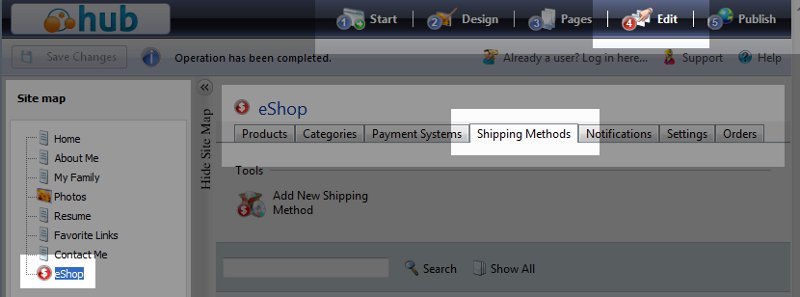 hub
1 Start
2 Design
3 Pages
4 Edit
5 Publish
Save Changes
Operation has been completed.
Already a user? Log in here...
Support
Help
Site map
Home
About Me
My Family
Photos
Resume
Favorite Links
Contact Me
eShop
Hide Site Map
eShop
Products
Categories
Payment Systems
Shipping Methods
Notifications
Settings
Orders
Tools
Add New Shipping
Method
Search
Show All